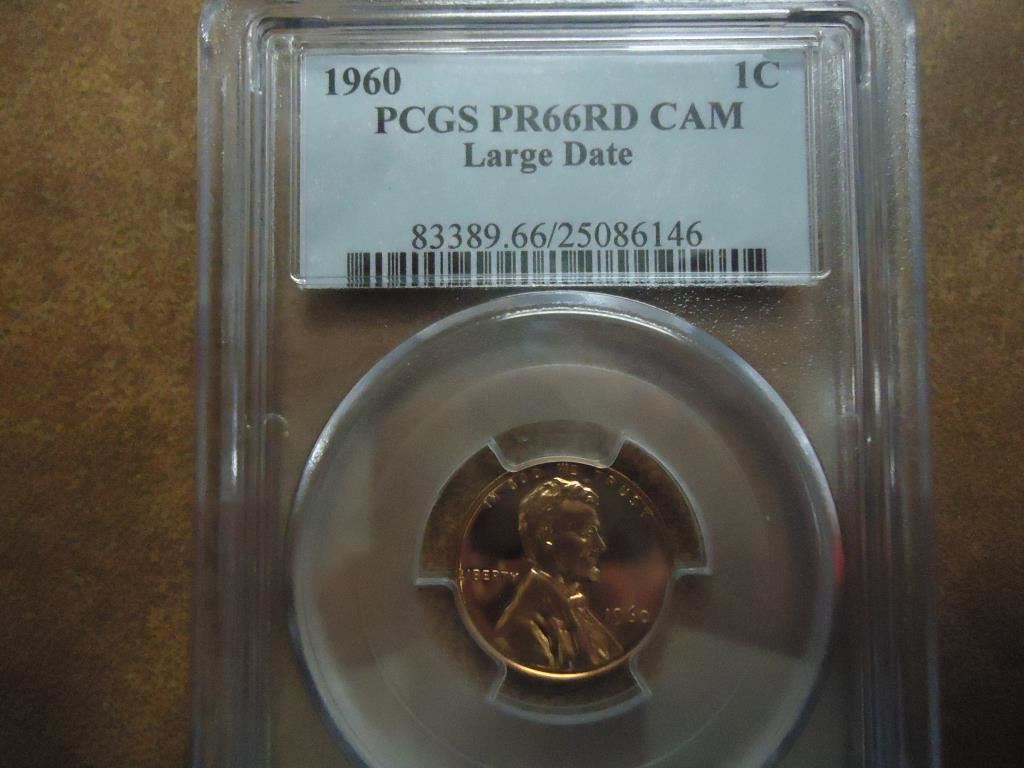 1960 1C
PCGS PR66RD CAM
Large Date
83389.66/25086146
IN GOD WE TRUST
LIBERTY
1960